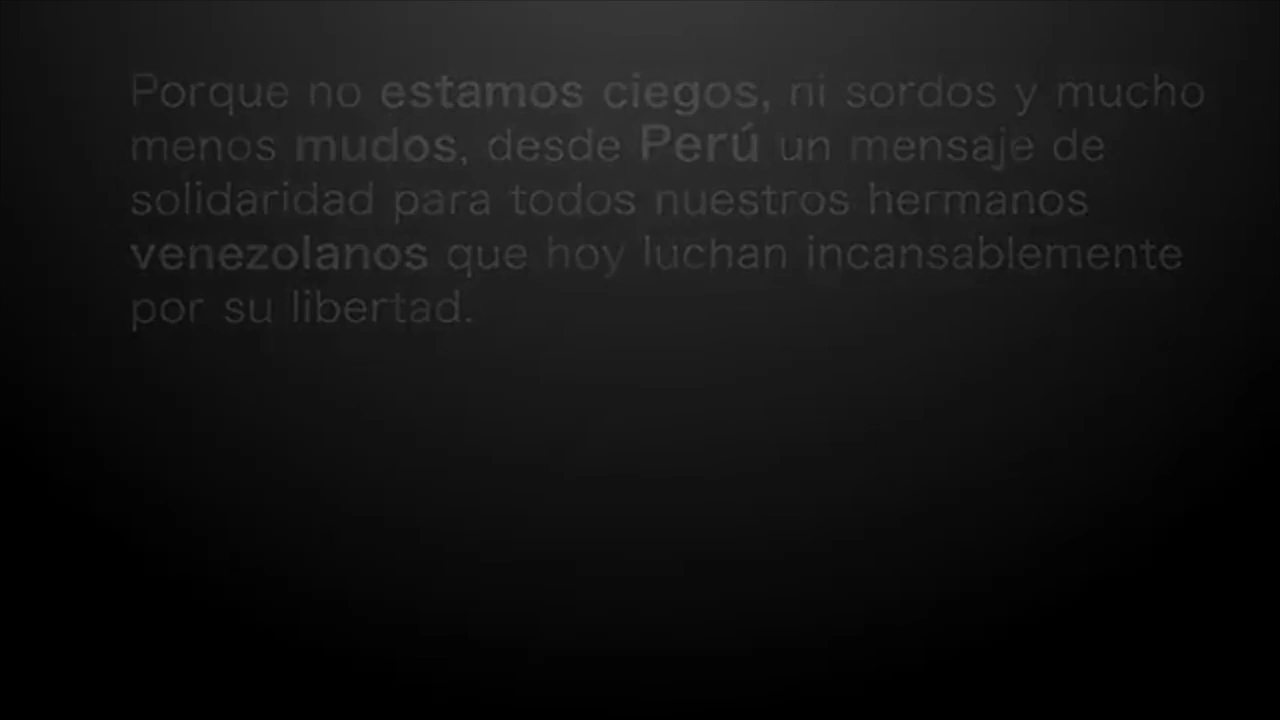 Porque no estamos ciegos, ni sordos y mucho
menos mudos, desde Perú un mensaje de
solidaridad para todos nuestros hermanos
venezolanos que hoy luchan incansablemente
por su libertad.